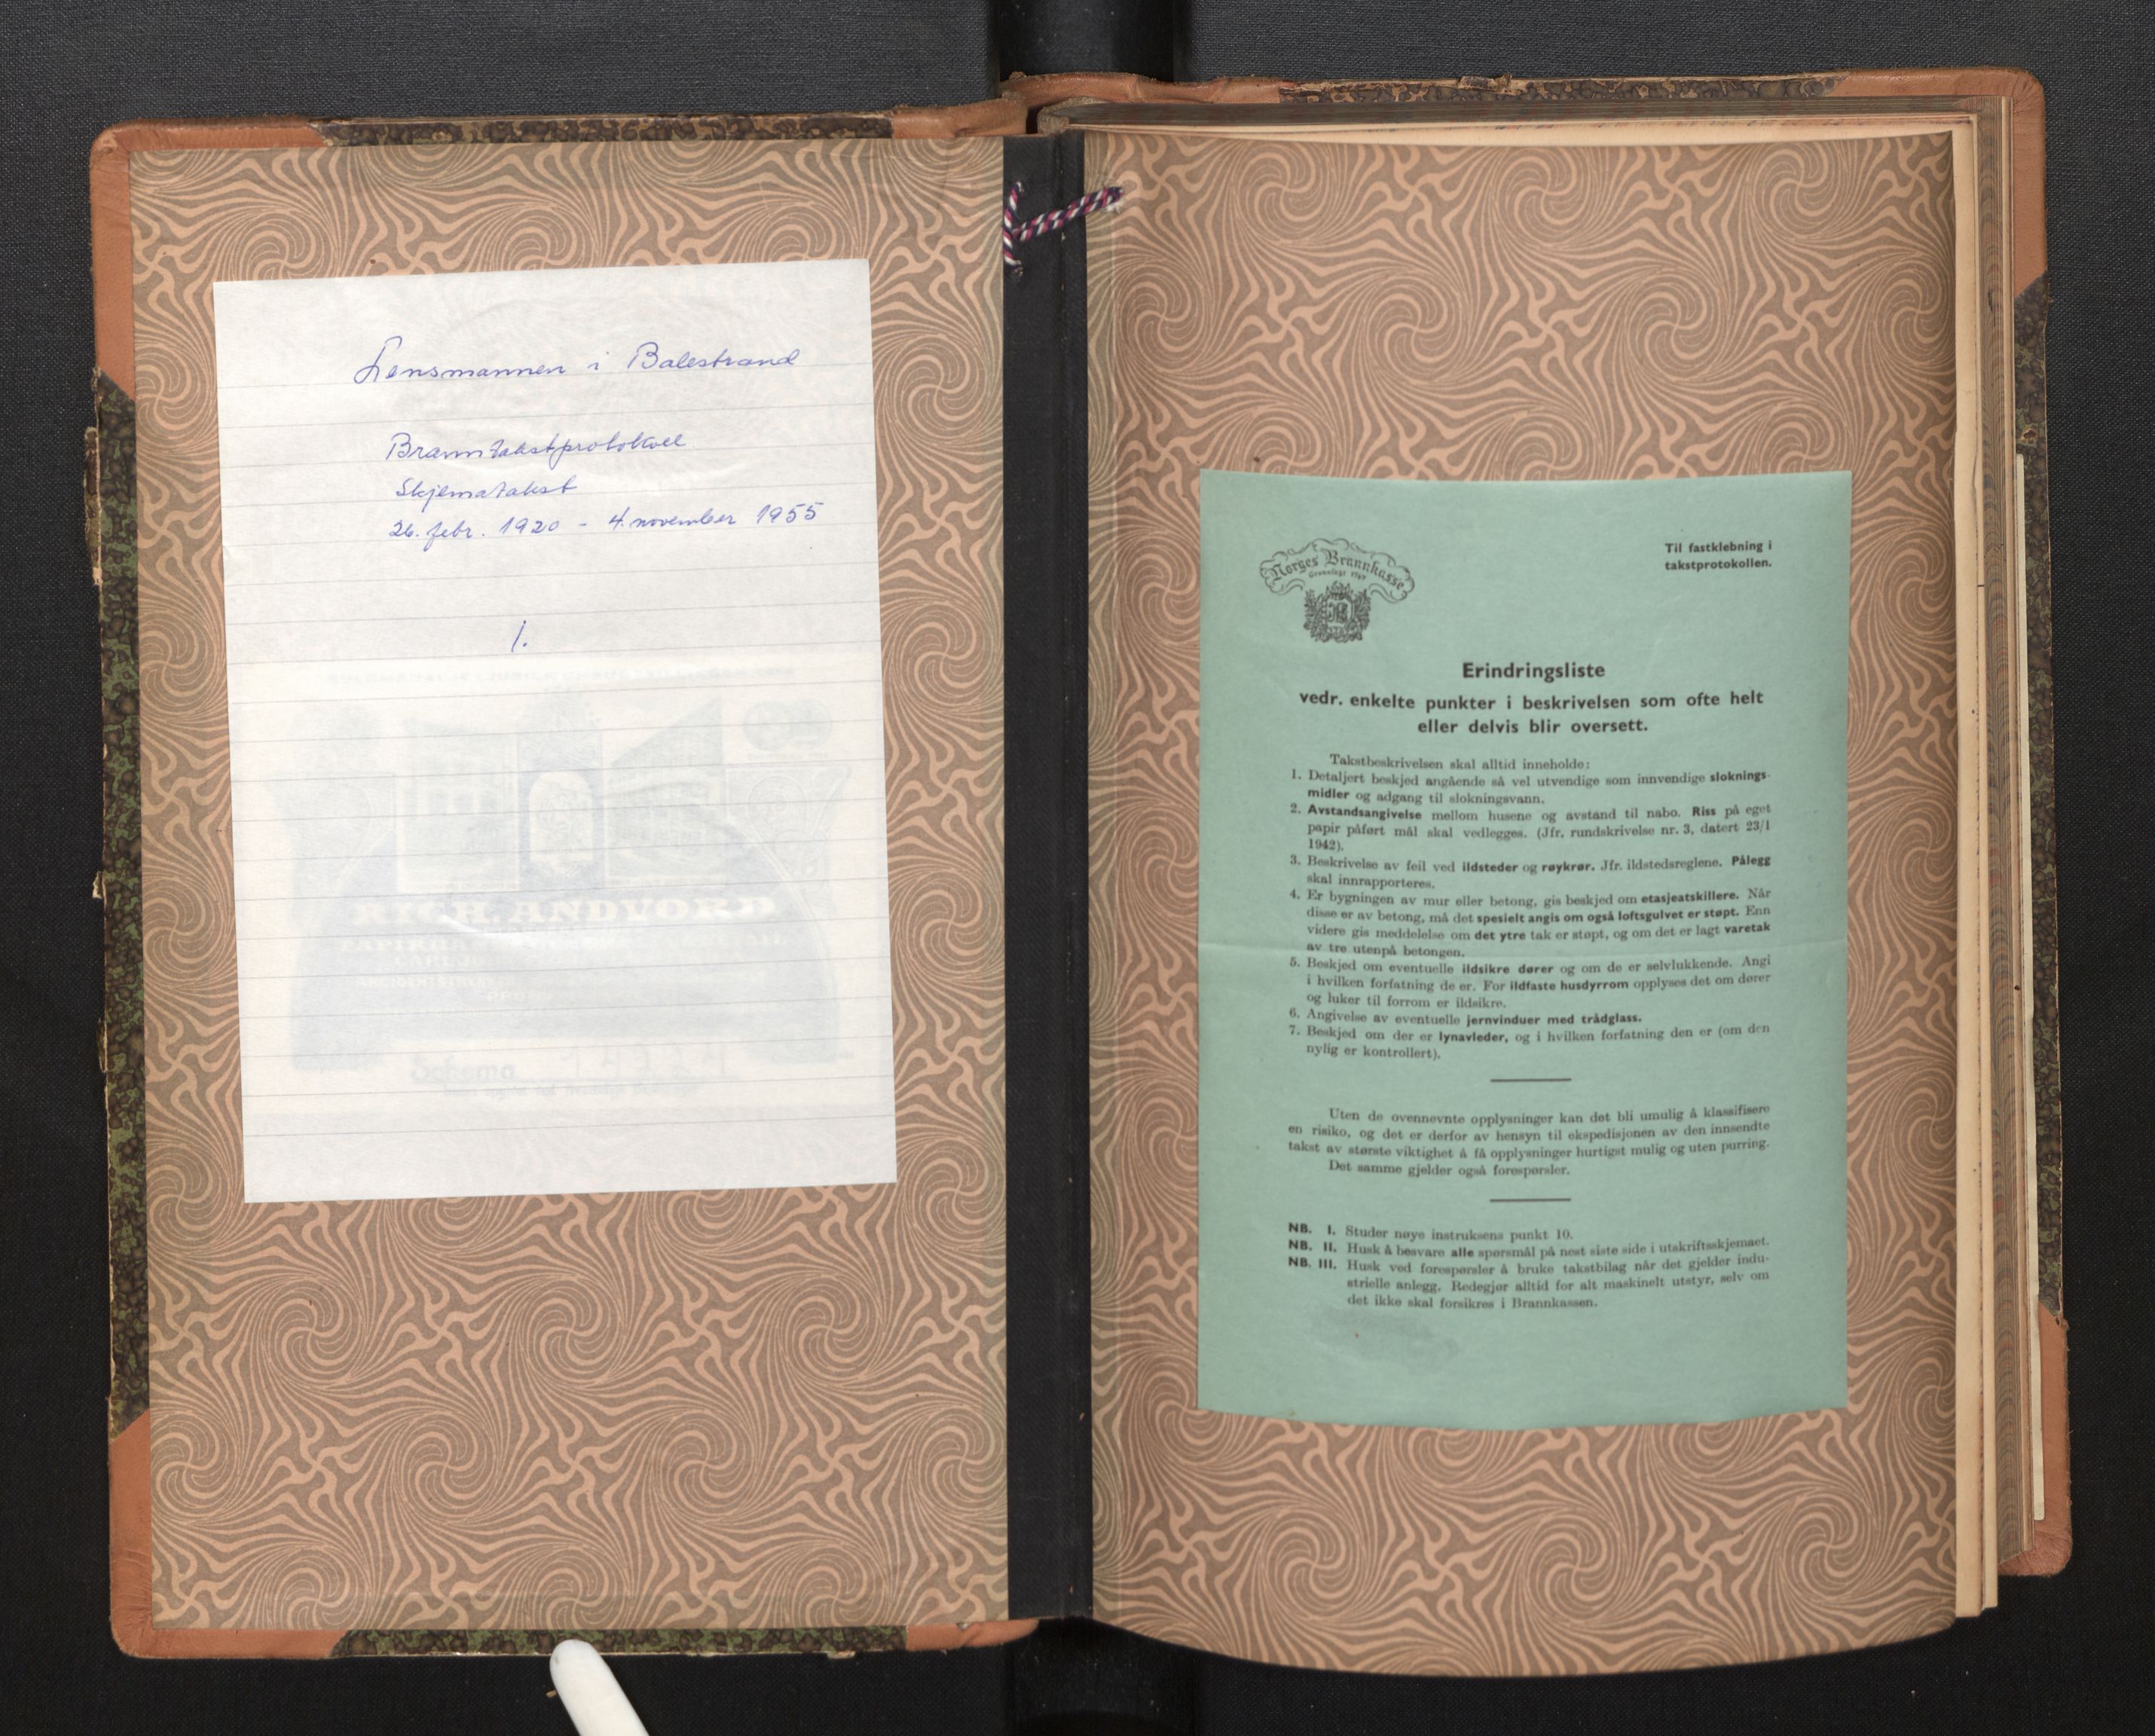 Lensmannen i Balestrand
Branntakstprotokoll
Skjematakst
26. febr. 1920 - 4. november 1955
1.
RICH. ANDVORD
Schema
Norges Brannkasse
Grunnlagt 1767
Til fastklebning i
takstprotokollen.
Erindringsliste
vedr. enkelte punkter i beskrivelsen som ofte helt
eller delvis blir oversett.
Takstbeskrivelsen skal alltid inneholde:
1. Detaljert beskjed angående så vel utvendige som innvendige sloknings-
midler og adgang til slokningsvann.
2. Avstandsangivelse mellom husene og avstand til nabo. Riss på eget
papir påført mål skal vedlegges. (Jfr. rundskrivelse nr. 3, datert 23/1
1942).
3. Beskrivelse av feil ved ildsteder og røykrør. Jfr. ildstedsreglene. Pålegg
skal innrapporteres.
4. Er bygningen av mur eller betong, gis beskjed om etasjeatskillere. Når
disse er av betong, må det spesielt angis om også loftsgulvet er støpt. Enn
videre gis meddelelse om det ytre tak er støpt, og om det er lagt varetak
av tre utenpå betongen.
5. Beskjed om eventuelle ildsikre dører og om de er selvlukkende. Angi
i hvilken forfatning de er. For ildfaste husdyrrom opplyses det om dører
og luker til forrom er ildsikre.
6. Angivelse av eventuelle jernvinduer med trådglass.
7. Beskjed om der er lynavleder, og i hvilken forfatning den er (om den
nylig er kontrollert).
Uten de ovennevnte opplysninger kan det bli umulig å klassifisere
en risiko, og det er derfor av hensyn til ekspedisjonen av den innsendte
takst av største viktighet å få opplysninger hurtigst mulig og uten purring.
Det samme gjelder også forespørsler.
NB. I. Studer nøye instruksens punkt 10.
NB. II. Husk å besvare alle spørsmål på nest siste side i utskriftsskjemaet.
NB. III. Husk ved forespørsler å bruke takstbilag når det gjelder indu-
strielle anlegg. Redegjør alltid for alt maskinelt utstyr, selv om
det ikke skal forsikres i Brannkassen.